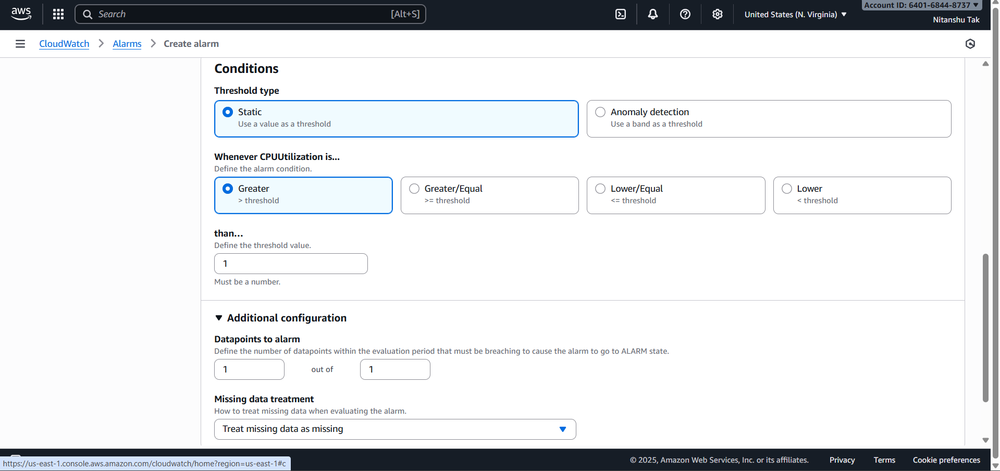 aws
Search [Alt+S]
United States (N. Virginia)
Account ID: 6401-6844-8737
Nitanshu Tak
CloudWatch > Alarms > Create alarm
Conditions
Threshold type
Static
Use a value as a threshold
Anomaly detection
Use a band as a threshold
Whenever CPUUtilization is...
Define the alarm condition.
Greater
> threshold
Greater/Equal
>= threshold
Lower/Equal
<= threshold
Lower
< threshold
than...
Define the threshold value.
1
Must be a number.
Additional configuration
Datapoints to alarm
Define the number of datapoints within the evaluation period that must be breaching to cause the alarm to go to ALARM state.
1 out of 1
Missing data treatment
How to treat missing data when evaluating the alarm.
Treat missing data as missing
https://us-east-1.console.aws.amazon.com/cloudwatch/home?region=us-east-1#c
© 2025, Amazon Web Services, Inc. or its affiliates. Privacy Terms Cookie preferences